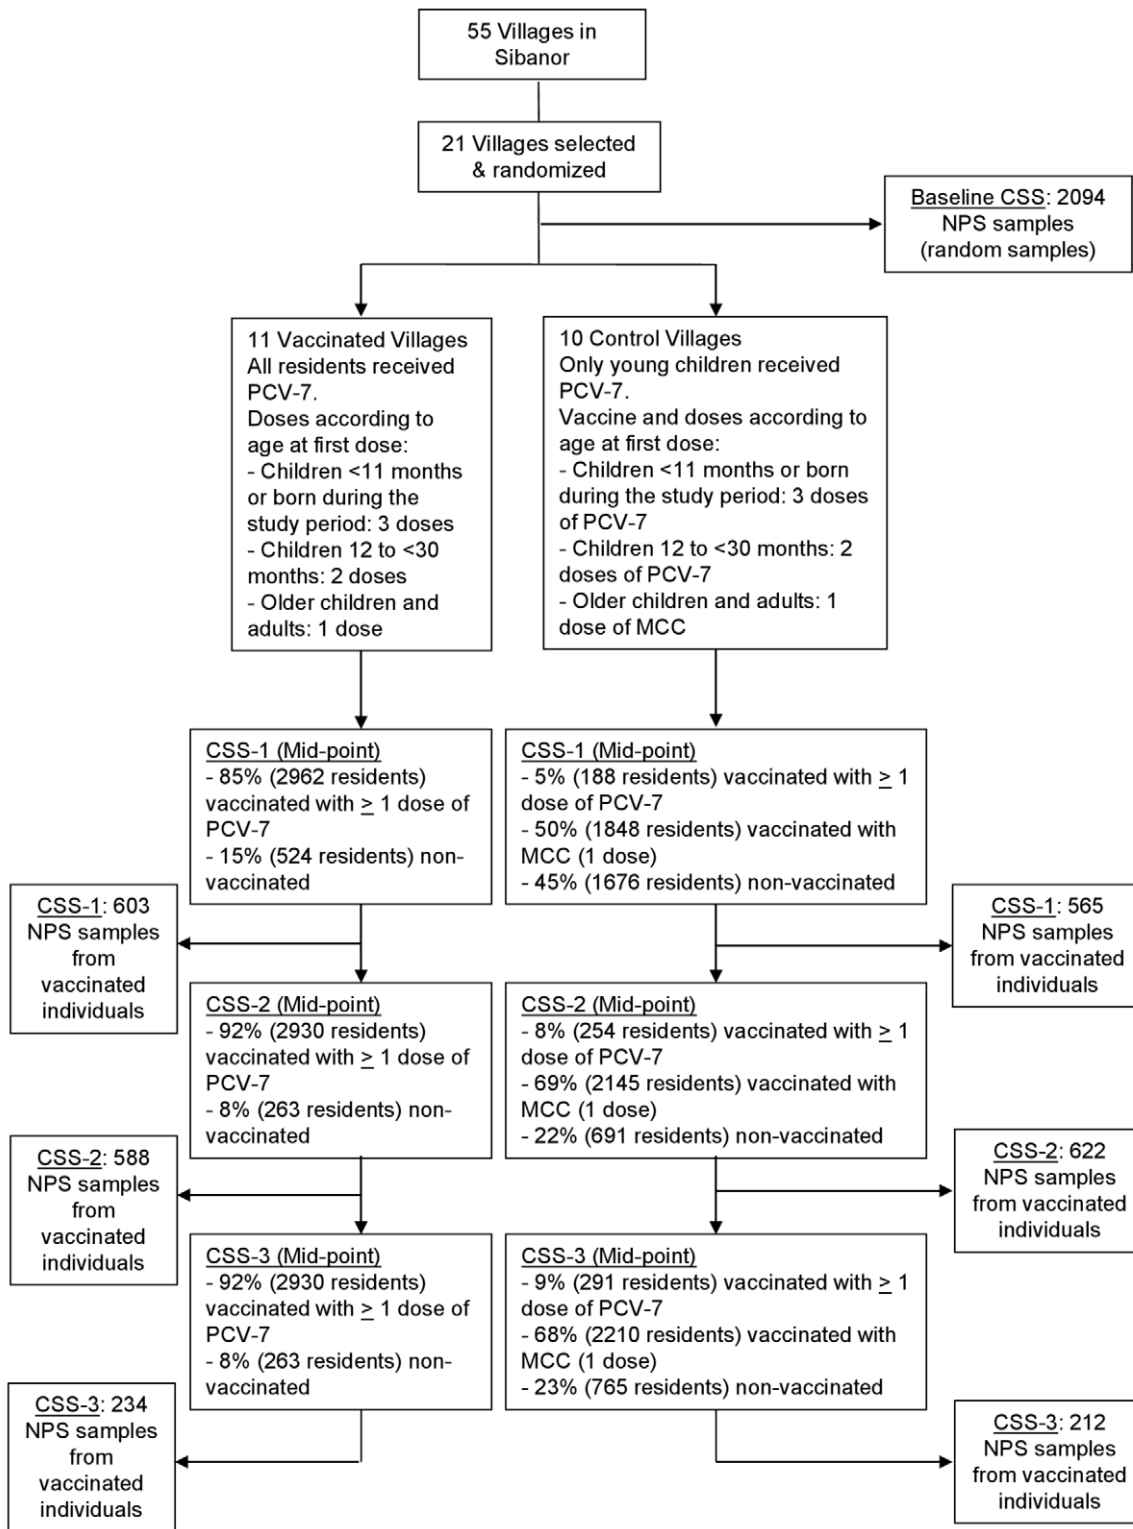 55 Villages in
Sibanor
21 Villages selected
& randomized
Baseline CSS: 2094
NPS samples
(random samples)
11 Vaccinated Villages
All residents received
PCV-7.
Doses according to
age at first dose:
- Children <11 months
or born during the
study period: 3 doses
- Children 12 to <30
months: 2 doses
- Older children and
adults: 1 dose
10 Control Villages
Only young children received
PCV-7.
Vaccine and doses according to
age at first dose:
- Children <11 months or born
during the study period: 3 doses
of PCV-7
- Children 12 to <30 months: 2
doses of PCV-7
- Older children and adults: 1
dose of MCC
CSS-1 (Mid-point)
- 85% (2962 residents)
vaccinated with ≥ 1 dose of
PCV-7
- 15% (524 residents) non-
vaccinated
CSS-1 (Mid-point)
- 5% (188 residents) vaccinated with ≥ 1
dose of PCV-7
- 50% (1848 residents) vaccinated with
MCC (1 dose)
- 45% (1676 residents) non-vaccinated
CSS-1: 603
NPS samples
from
vaccinated
individuals
CSS-1: 565
NPS samples
from vaccinated
individuals
CSS-2 (Mid-point)
- 92% (2930 residents)
vaccinated with ≥ 1 dose of
PCV-7
- 8% (263 residents) non-
vaccinated
CSS-2 (Mid-point)
- 8% (254 residents) vaccinated with ≥ 1
dose of PCV-7
- 69% (2145 residents) vaccinated with
MCC (1 dose)
- 22% (691 residents) non-vaccinated
CSS-2: 588
NPS samples
from
vaccinated
individuals
CSS-2: 622
NPS samples
from vaccinated
individuals
CSS-3 (Mid-point)
- 92% (2930 residents)
vaccinated with ≥ 1 dose of
PCV-7
- 8% (263 residents) non-
vaccinated
CSS-3 (Mid-point)
- 9% (291 residents) vaccinated with ≥ 1
dose of PCV-7
- 68% (2210 residents) vaccinated with
MCC (1 dose)
- 23% (765 residents) non-vaccinated
CSS-3: 234
NPS samples
from
vaccinated
individuals
CSS-3: 212
NPS samples
from vaccinated
individuals